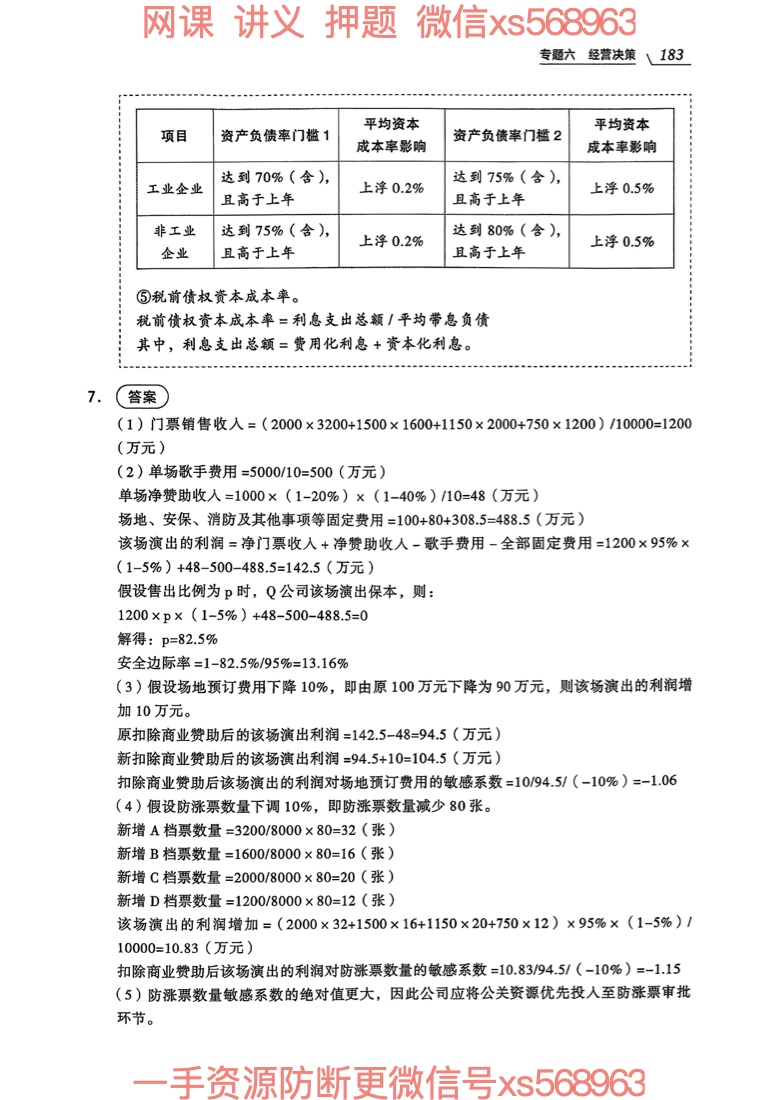 网课 讲义 押题 微信xs568963
专题六 经营决策 183
项目 资产负债率门槛 1 平均资本成本率影响 资产负债率门槛 2 平均资本成本率影响
工业企业 达到 70%（含），且高于上年 上浮 0.2% 达到 75%（含），且高于上年 上浮 0.5%
非工业企业 达到 75%（含），且高于上年 上浮 0.2% 达到 80%（含），且高于上年 上浮 0.5%
⑤税前债权资本成本率。
税前债权资本成本率 = 利息支出总额 / 平均带息负债
其中，利息支出总额 = 费用化利息 + 资本化利息。
7. 答案
（1）门票销售收入 =（2000 × 3200+1500 × 1600+1150 × 2000+750 × 1200）/10000=1200
（万元）
（2）单场歌手费用 =5000/10=500（万元）
单场净赞助收入 =1000 ×（1-20%）×（1-40%）/10=48（万元）
场地、安保、消防及其他事项等固定费用 =100+80+308.5=488.5（万元）
该场演出的利润 = 净门票收入 + 净赞助收入 - 歌手费用 - 全部固定费用 =1200 × 95% ×
（1-5%）+48-500-488.5=142.5（万元）
假设售出比例为 p 时，Q 公司该场演出保本，则：
1200 × p ×（1-5%）+48-500-488.5=0
解得：p=82.5%
安全边际率 =1-82.5%/95%=13.16%
（3）假设场地预订费用下降 10%，即由原 100 万元下降为 90 万元，则该场演出的利润增
加 10 万元。
原扣除商业赞助后的该场演出利润 =142.5-48=94.5（万元）
新扣除商业赞助后的该场演出利润 =94.5+10=104.5（万元）
扣除商业赞助后该场演出的利润对场地预订费用的敏感系数 =10/94.5/（-10%）=-1.06
（4）假设防涨票数量下调 10%，即防涨票数量减少 80 张。
新增 A 档票数量 =3200/8000 × 80=32（张）
新增 B 档票数量 =1600/8000 × 80=16（张）
新增 C 档票数量 =2000/8000 × 80=20（张）
新增 D 档票数量 =1200/8000 × 80=12（张）
该场演出的利润增加 =（2000 × 32+1500 × 16+1150 × 20+750 × 12）× 95% ×（1-5%）/
10000=10.83（万元）
扣除商业赞助后该场演出的利润对防涨票数量的敏感系数 =10.83/94.5/（-10%）=-1.15
（5）防涨票数量敏感系数的绝对值更大，因此公司应将公关资源优先投入至防涨票审批
环节。
一手资源防断更微信号xs568963